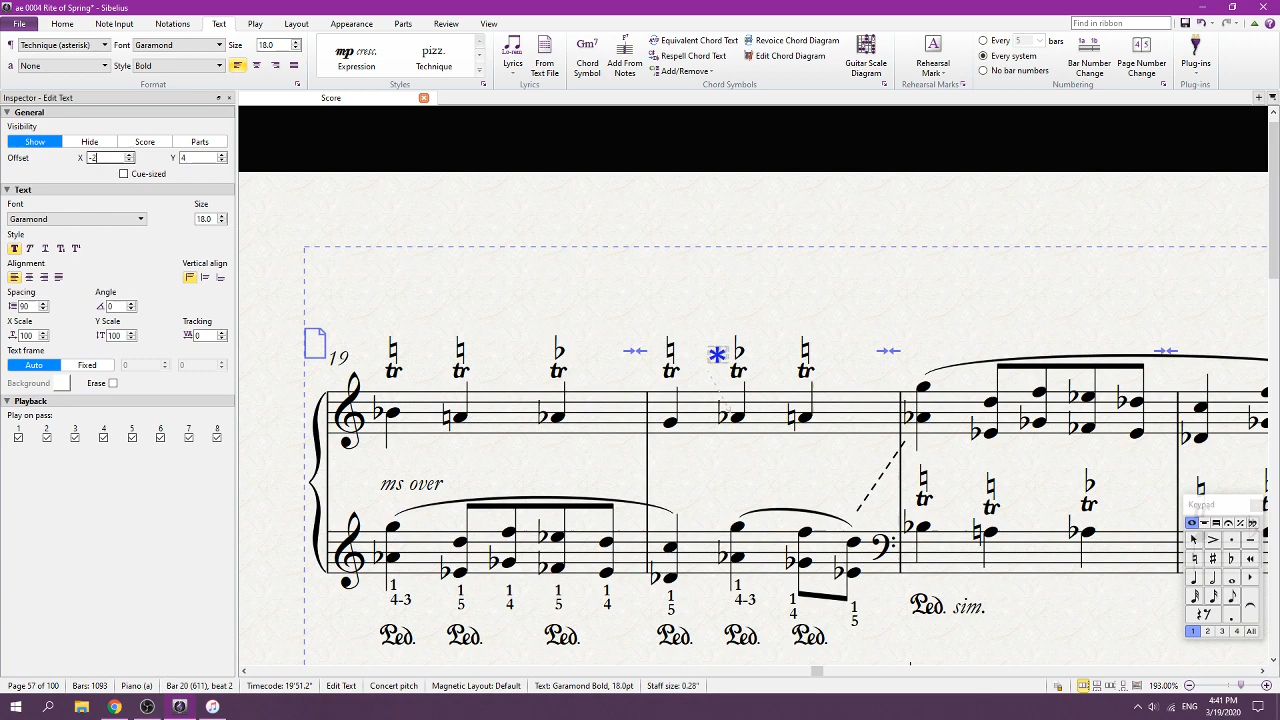 ae 0004 Rite of Spring* - Sibelius
File Home Note Input Notations Text Play Layout Appearance Parts Review View Find in ribbon
Technique (asterisk) Font Garamond Size 18.0
None Style Bold
Format
mp cresc.
Expression
pizz.
Technique
Styles
Lyrics
From
Text File
Lyrics
Gm7
Chord
Symbol
Add From
Notes
Equivalent Chord Text
Respell Chord Text
Add/Remove
Revoice Chord Diagram
Edit Chord Diagram
Guitar Scale
Diagram
Chord Symbols
A
Rehearsal
Mark
Rehearsal Marks
Every 5 bars
Every system
No bar numbers
Bar Number
Change
Page Number
Change
Numbering
Plug-ins
Plug-ins
Inspector - Edit Text
Score
General
Visibility
Show Hide Score Parts
Offset X -2 Y 4
Cue-sized
Text
Font Size
Garamond 18.0
Style
Alignment Vertical align
Spacing Angle
90 0
X Scale Y Scale Tracking
100 100 0
Text frame
Auto Fixed 0 0
Background Erase
Playback
Play on pass:
1 2 3 4 5 6 7 8
19
tr tr tr tr * tr tr
ms over
tr tr tr
1 1 1 1 1 1 1 1 1
4-3 5 4 5 4 5 4-3 4 5
Ped. Ped. Ped. Ped. Ped. Ped.
Ped. sim.
Keypad
1 2 3 4 All
Page 57 of 100 Bars: 1093 Piano (a) Bar 20 (611), beat 2 Timecode: 19'51.2" Edit Text Concert pitch Magnetic Layout: Default Text: Garamond Bold, 18.0pt Staff size: 0.28" 193.00%
ENG
4:41 PM
3/19/2020